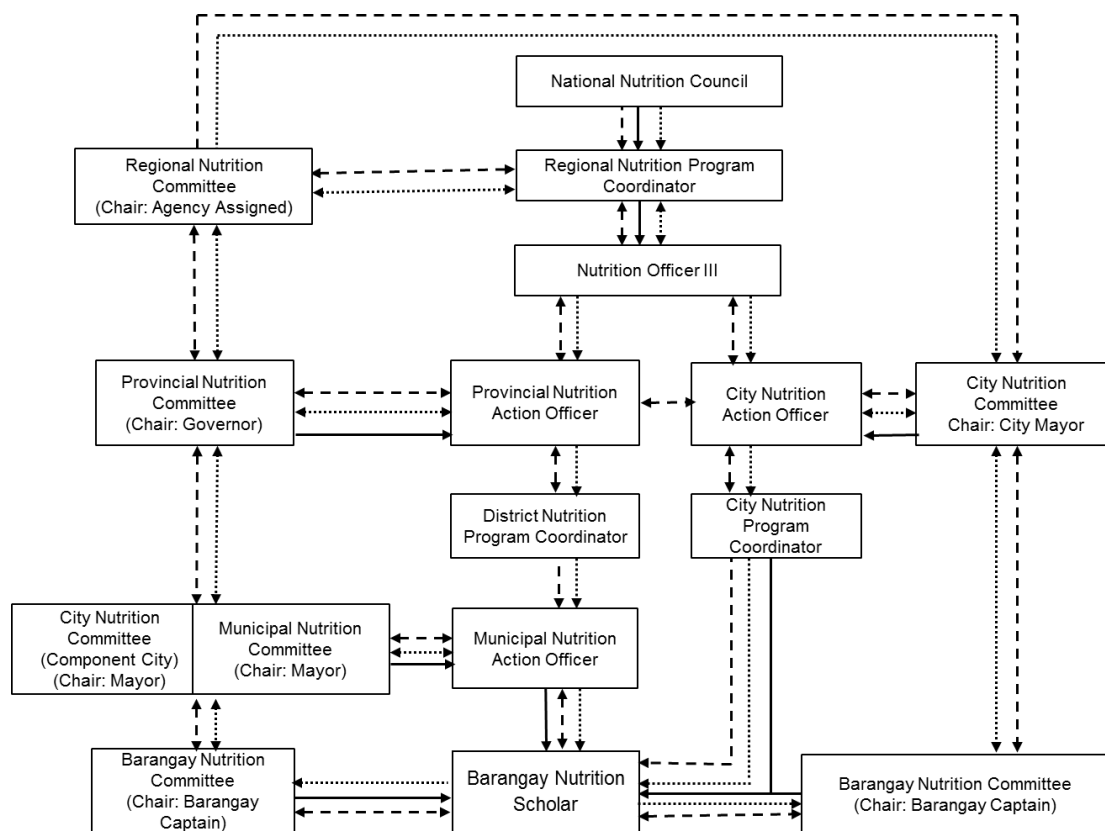 National Nutrition Council
Regional Nutrition
Committee
(Chair: Agency Assigned)
Regional Nutrition Program
Coordinator
Nutrition Officer III
Provincial Nutrition
Committee
(Chair: Governor)
Provincial Nutrition
Action Officer
City Nutrition
Action Officer
City Nutrition
Committee
Chair: City Mayor
District Nutrition
Program Coordinator
City Nutrition
Program
Coordinator
City Nutrition
Committee
(Component City)
(Chair: Mayor)
Municipal Nutrition
Committee
(Chair: Mayor)
Municipal Nutrition
Action Officer
Barangay Nutrition
Committee
(Chair: Barangay
Captain)
Barangay Nutrition
Scholar
Barangay Nutrition Committee
(Chair: Barangay Captain)